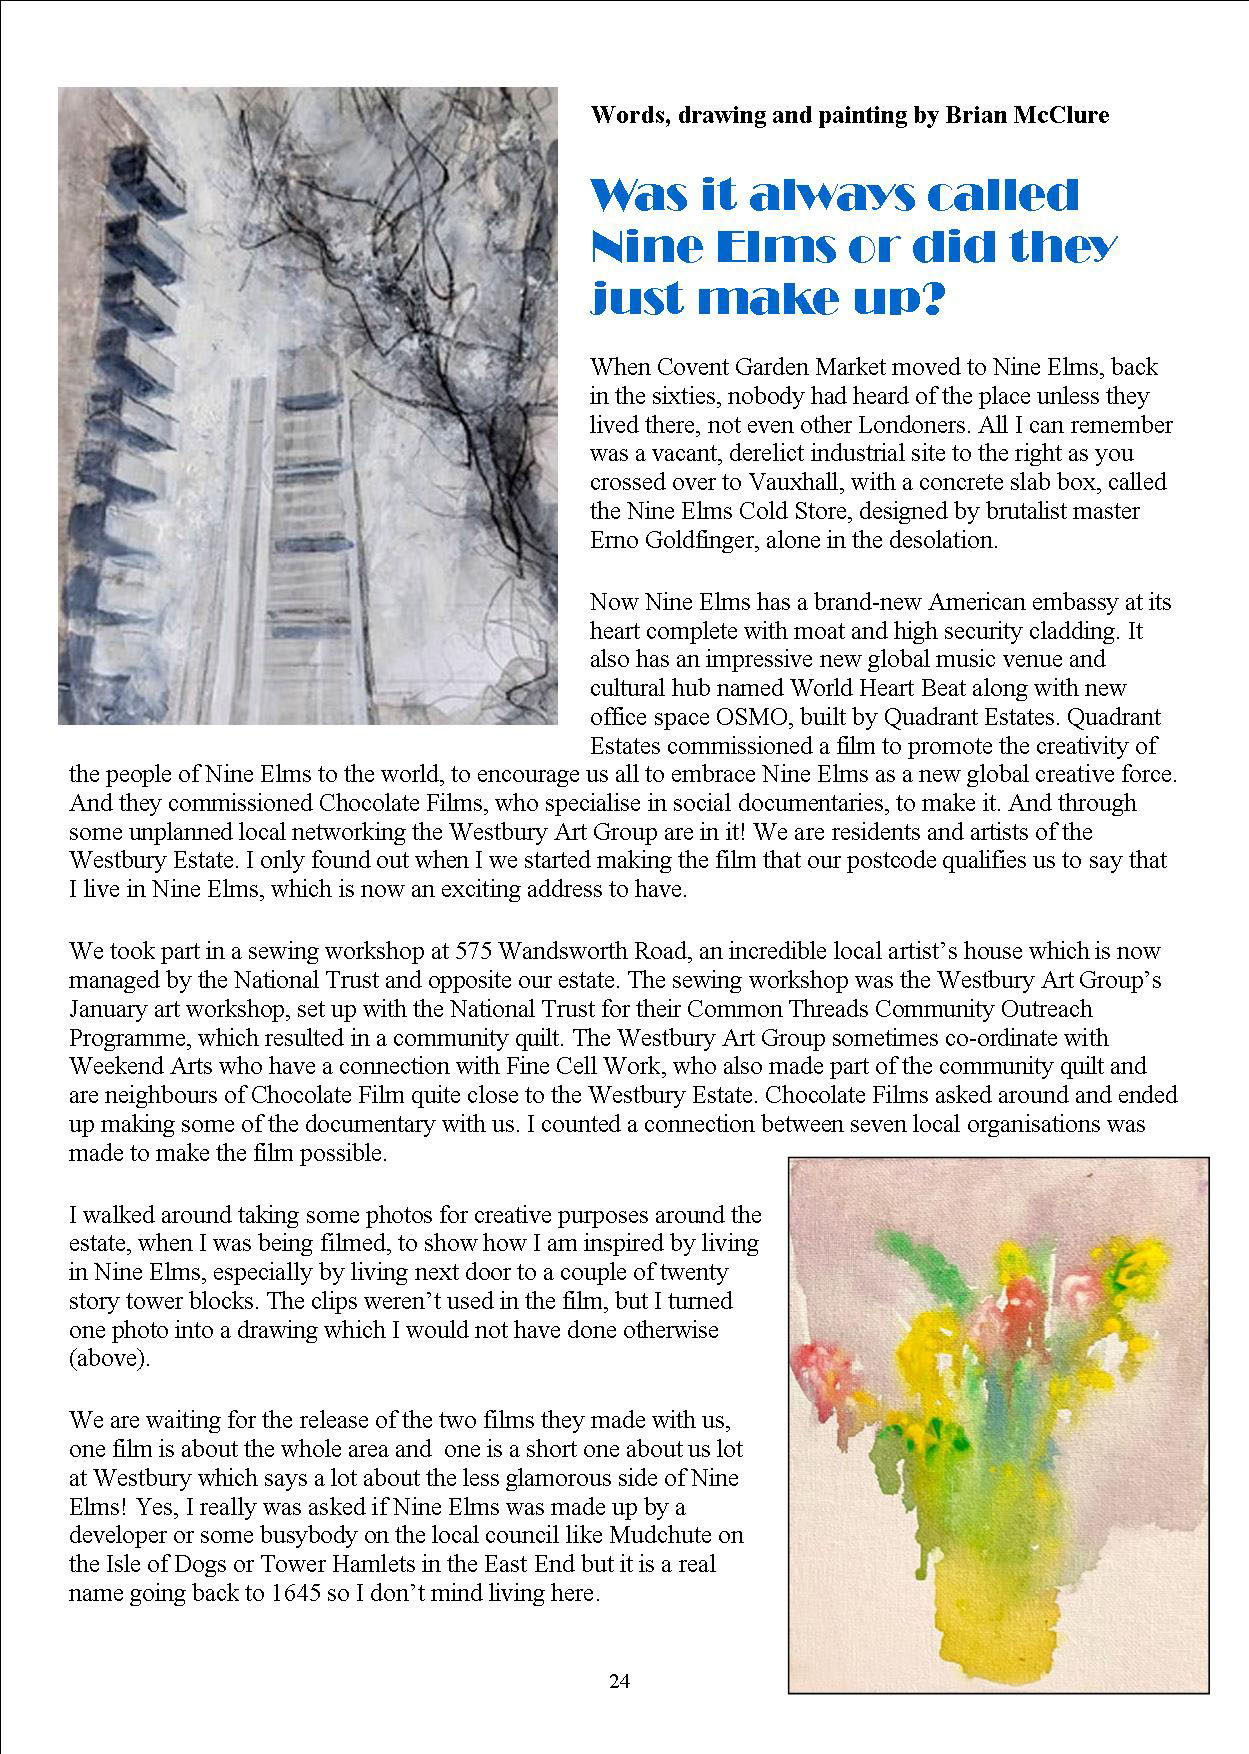 Words, drawing and painting by Brian McClure
Was it always called
Nine Elms or did they
just make up?
When Covent Garden Market moved to Nine Elms, back
in the sixties, nobody had heard of the place unless they
lived there, not even other Londoners. All I can remember
was a vacant, derelict industrial site to the right as you
crossed over to Vauxhall, with a concrete slab box, called
the Nine Elms Cold Store, designed by brutalist master
Erno Goldfinger, alone in the desolation.
Now Nine Elms has a brand-new American embassy at its
heart complete with moat and high security cladding. It
also has an impressive new global music venue and
cultural hub named World Heart Beat along with new
office space OSMO, built by Quadrant Estates. Quadrant
Estates commissioned a film to promote the creativity of
the people of Nine Elms to the world, to encourage us all to embrace Nine Elms as a new global creative force.
And they commissioned Chocolate Films, who specialise in social documentaries, to make it. And through
some unplanned local networking the Westbury Art Group are in it! We are residents and artists of the
Westbury Estate. I only found out when I we started making the film that our postcode qualifies us to say that
I live in Nine Elms, which is now an exciting address to have.
We took part in a sewing workshop at 575 Wandsworth Road, an incredible local artist’s house which is now
managed by the National Trust and opposite our estate. The sewing workshop was the Westbury Art Group’s
January art workshop, set up with the National Trust for their Common Threads Community Outreach
Programme, which resulted in a community quilt. The Westbury Art Group sometimes co-ordinate with
Weekend Arts who have a connection with Fine Cell Work, who also made part of the community quilt and
are neighbours of Chocolate Film quite close to the Westbury Estate. Chocolate Films asked around and ended
up making some of the documentary with us. I counted a connection between seven local organisations was
made to make the film possible.
I walked around taking some photos for creative purposes around the
estate, when I was being filmed, to show how I am inspired by living
in Nine Elms, especially by living next door to a couple of twenty
story tower blocks. The clips weren’t used in the film, but I turned
one photo into a drawing which I would not have done otherwise
(above).
We are waiting for the release of the two films they made with us,
one film is about the whole area and  one is a short one about us lot
at Westbury which says a lot about the less glamorous side of Nine
Elms! Yes, I really was asked if Nine Elms was made up by a
developer or some busybody on the local council like Mudchute on
the Isle of Dogs or Tower Hamlets in the East End but it is a real
name going back to 1645 so I don’t mind living here.
24